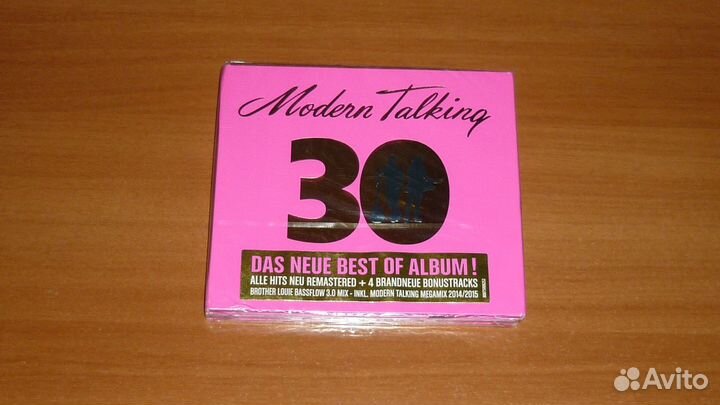 Modern Talking
30
DAS NEUE BEST OF ALBUM!
ALLE HITS NEU REMASTERED + 4 BRANDNEUE BONUSTRACKS
BROTHER LOUIE BASSFLOW 3.0 MIX - INKL. MODERN TALKING MEGAMIX 2014/2015
Avito